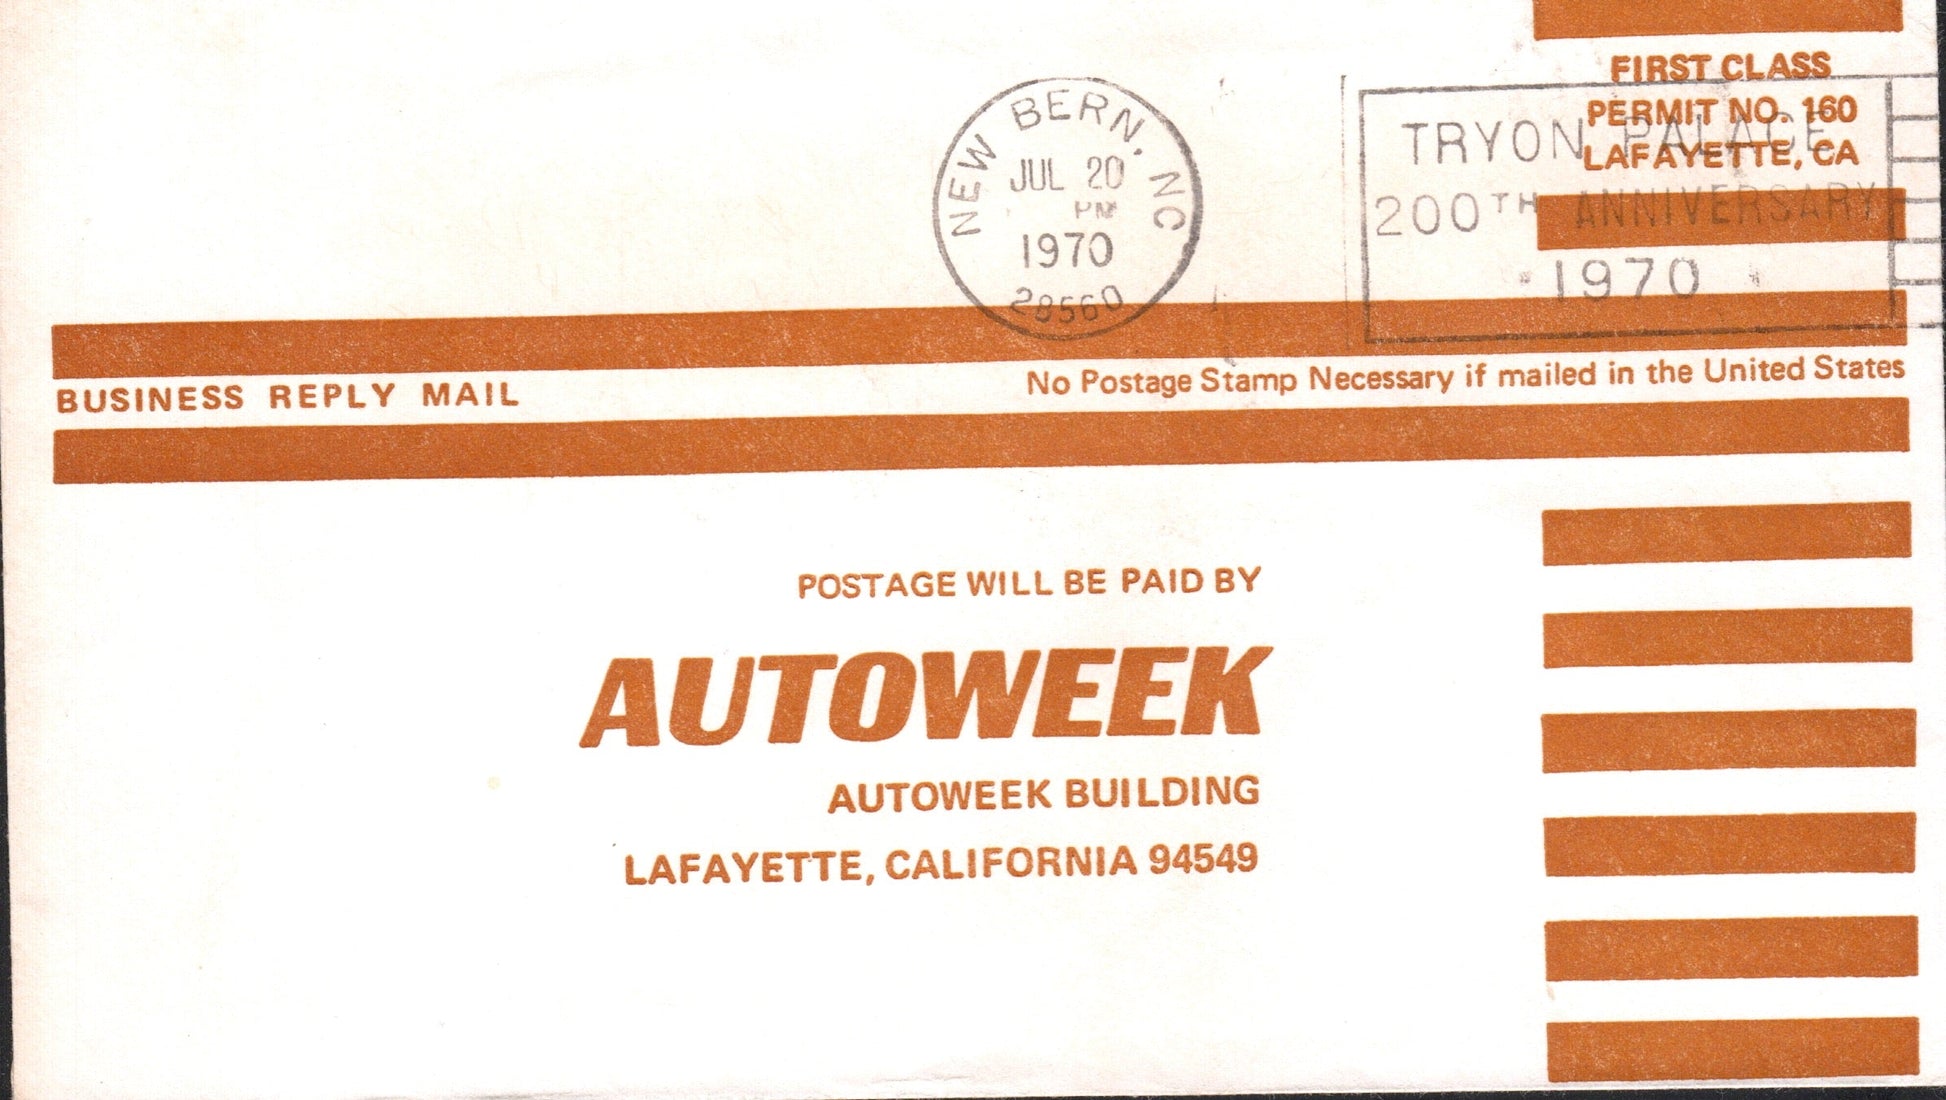 FIRST CLASS
PERMIT NO. 160
LAFAYETTE, CA
NEW BERN, NC
JUL 20
PM
1970
28560
TRYON PALACE
200TH ANNIVERSARY
1970
BUSINESS REPLY MAIL
No Postage Stamp Necessary if mailed in the United States
POSTAGE WILL BE PAID BY
AUTOWEEK
AUTOWEEK BUILDING
LAFAYETTE, CALIFORNIA 94549